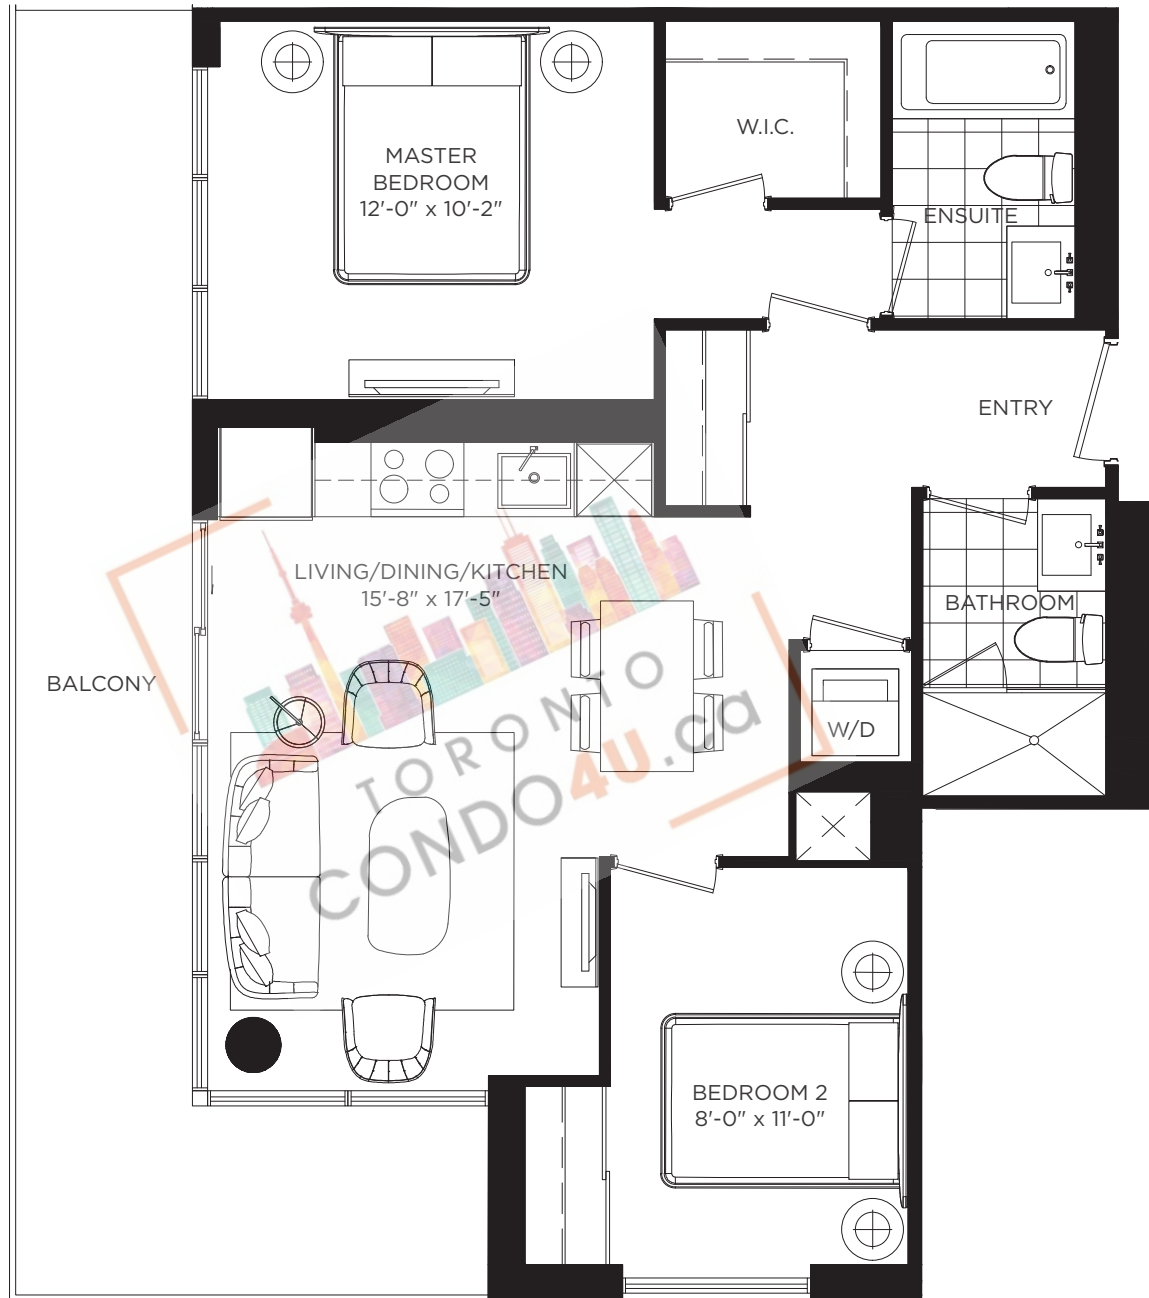 W.I.C.
MASTER
BEDROOM
12'-0" x 10'-2"
ENSUITE
ENTRY
LIVING/DINING/KITCHEN
15'-8" x 17'-5"
BATHROOM
BALCONY
W/D
TORONTO
CONDO4U.ca
BEDROOM 2
8'-0" x 11'-0"